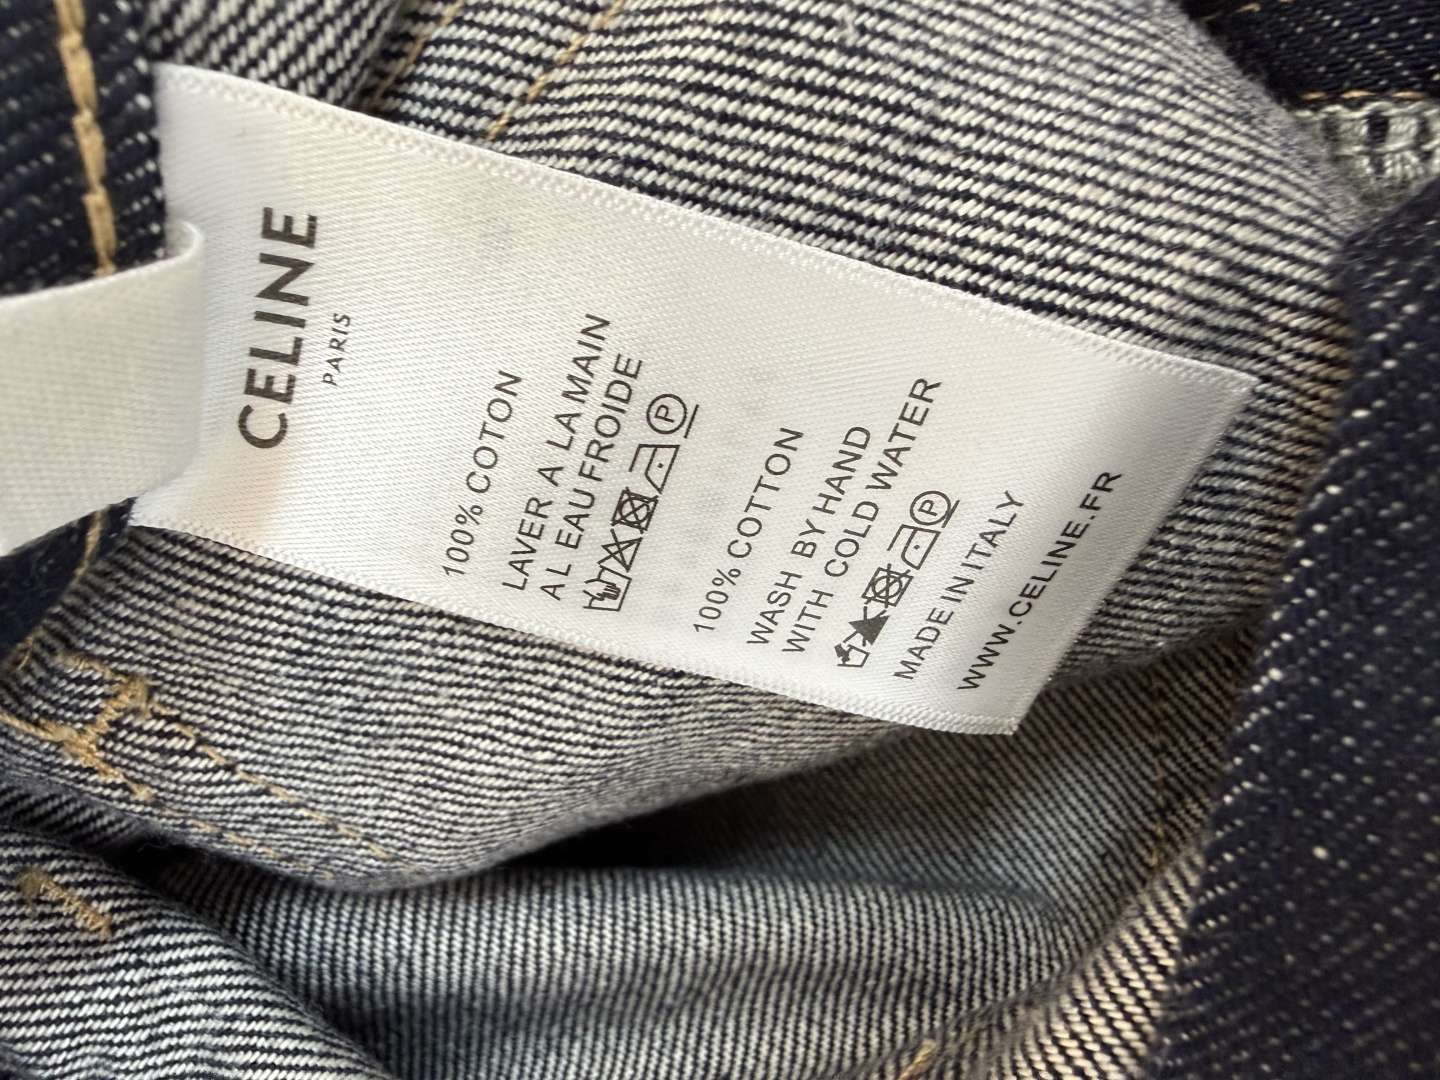 CELINE
PARIS
100% COTON
LAVER A LA MAIN
A L EAU FROIDE
P
100% COTTON
WASH BY HAND
WITH COLD WATER
P
MADE IN ITALY
WWW.CELINE.FR